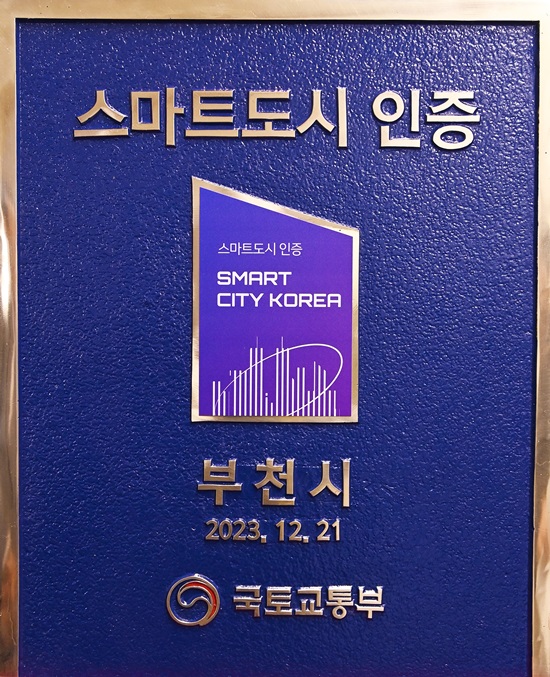 스마트도시 인증
스마트도시 인증
SMART
CITY KOREA
부천시
2023. 12. 21
국토교통부